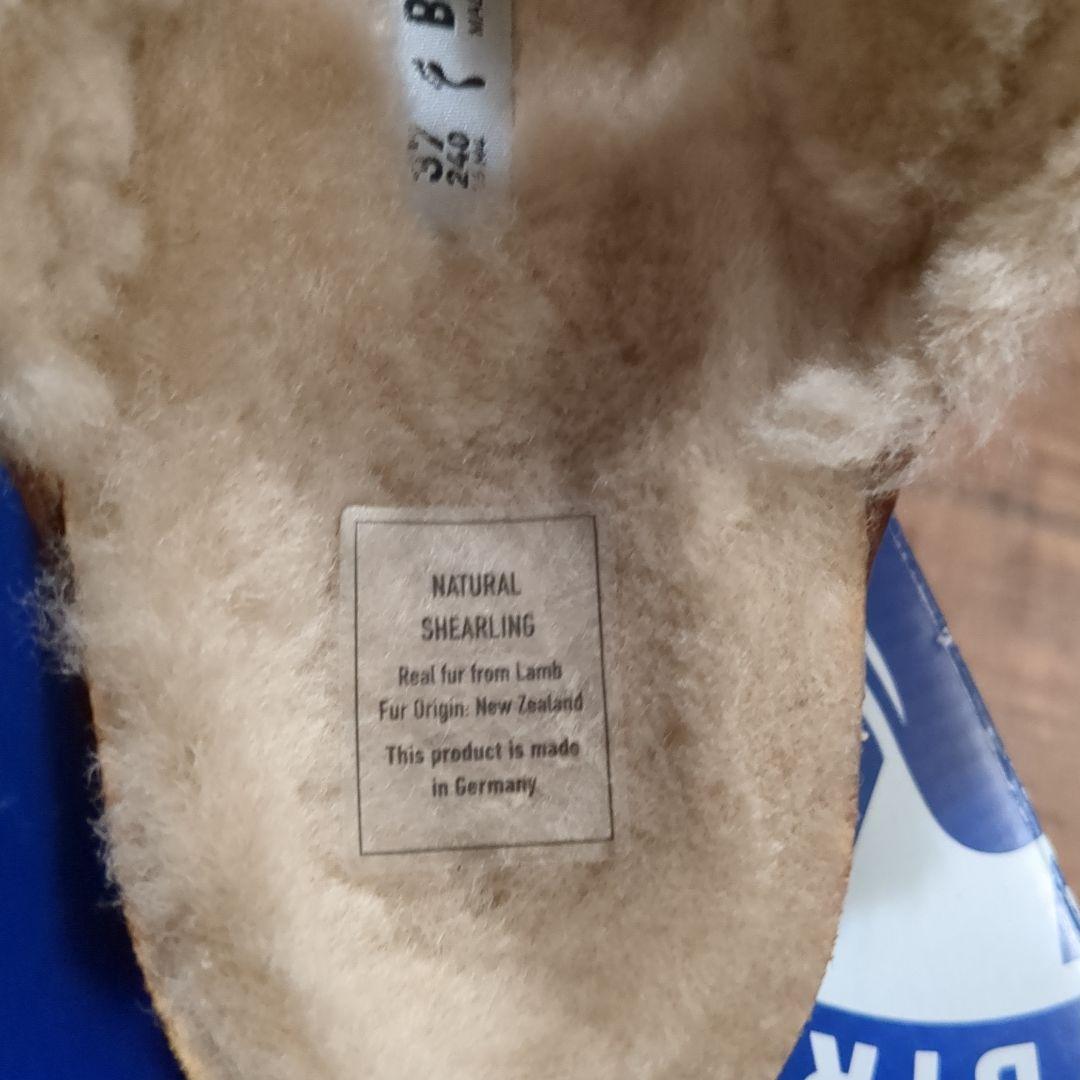 37
240
NATURAL
SHEARLING
Real fur from Lamb
Fur Origin: New Zealand
This product is made
in Germany